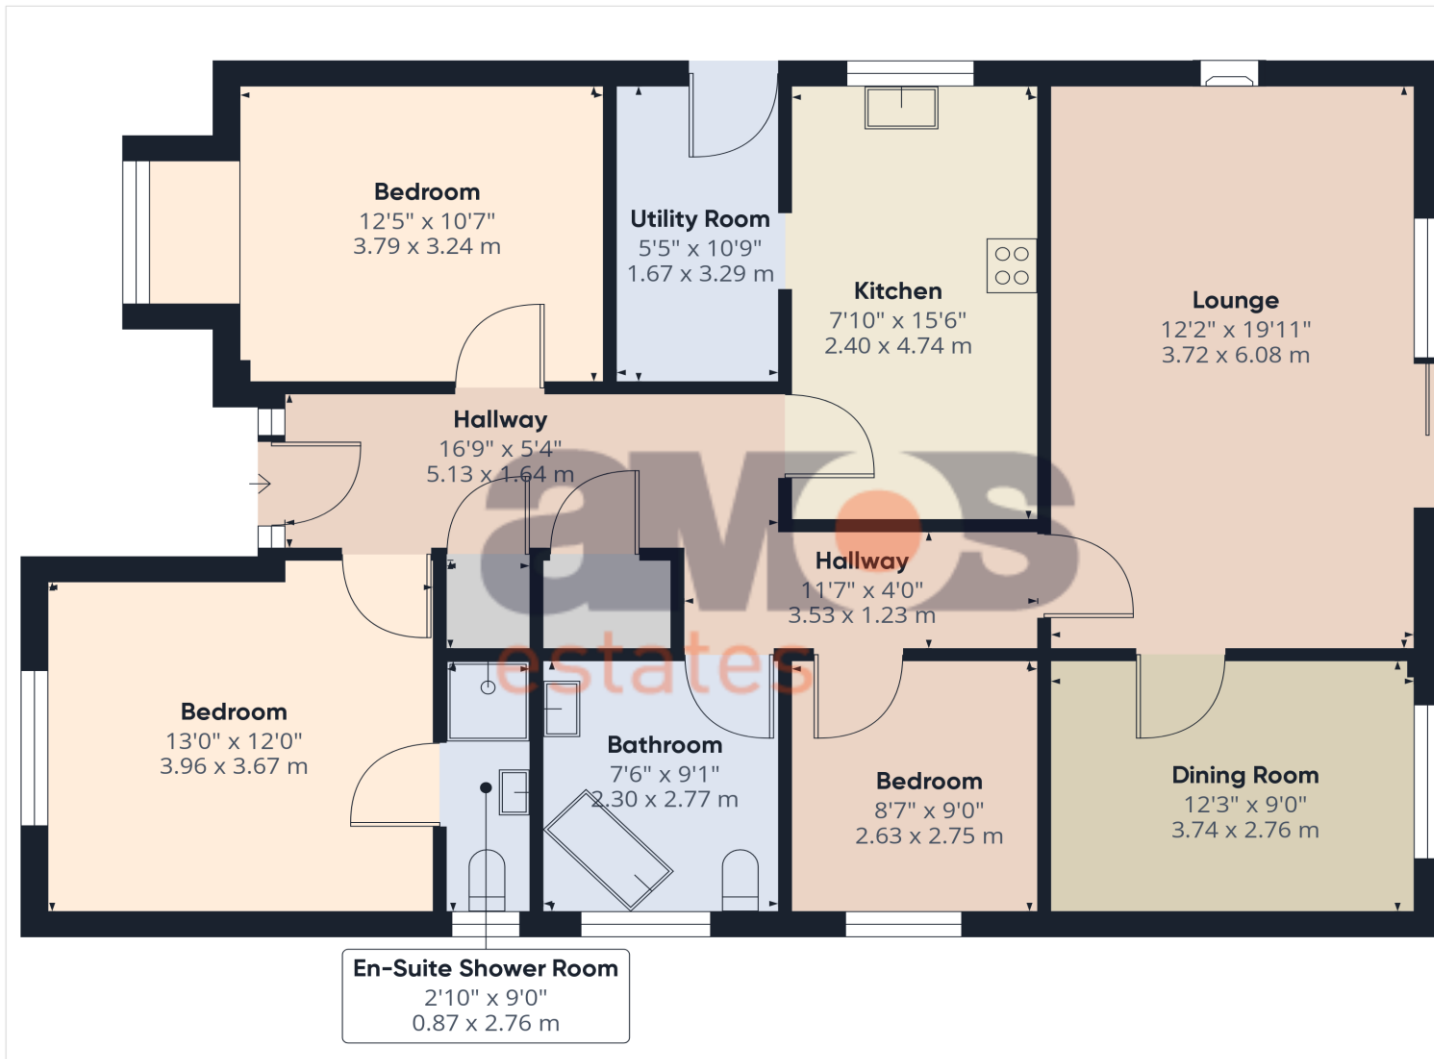 Bedroom
12'5" x 10'7"
3.79 x 3.24 m
Utility Room
5'5" x 10'9"
1.67 x 3.29 m
Kitchen
7'10" x 15'6"
2.40 x 4.74 m
Lounge
12'2" x 19'11"
3.72 x 6.08 m
Hallway
16'9" x 5'4"
5.13 x 1.64 m
Hallway
11'7" x 4'0"
3.53 x 1.23 m
amos
estates
Bedroom
13'0" x 12'0"
3.96 x 3.67 m
Bathroom
7'6" x 9'1"
2.30 x 2.77 m
Bedroom
8'7" x 9'0"
2.63 x 2.75 m
Dining Room
12'3" x 9'0"
3.74 x 2.76 m
En-Suite Shower Room
2'10" x 9'0"
0.87 x 2.76 m